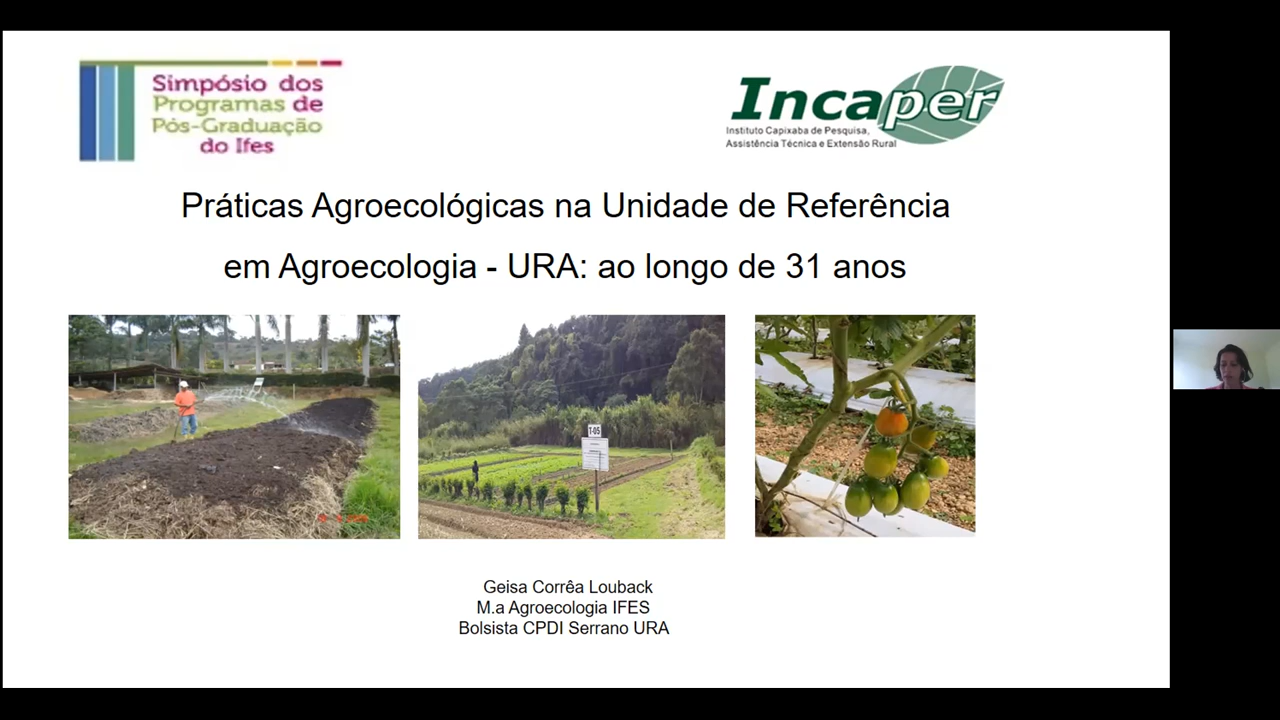 Simpósio dos
Programas de
Pós-Graduação
do Ifes
Incaper
Instituto Capixaba de Pesquisa,
Assistência Técnica e Extensão Rural
Práticas Agroecológicas na Unidade de Referência
em Agroecologia - URA: ao longo de 31 anos
T-05
Geisa Corrêa Louback
M.a Agroecologia IFES
Bolsista CPDI Serrano URA